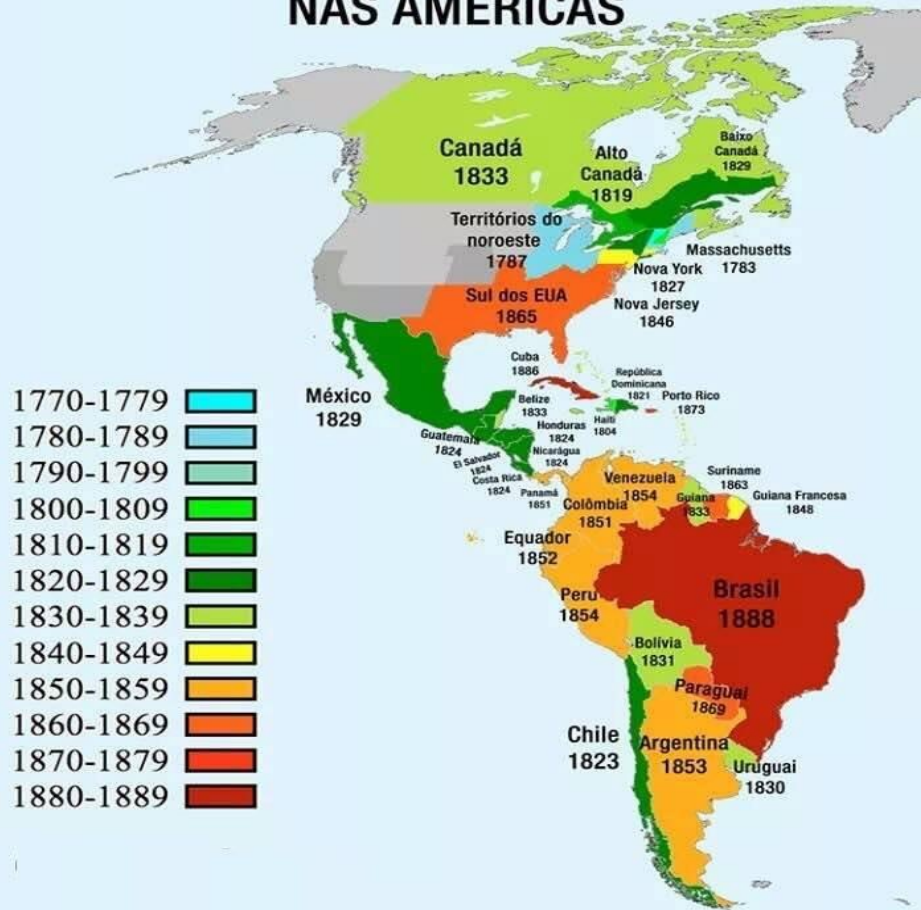 NAS AMÉRICAS
Canadá
1833
Alto
Canadá
1819
Baixo
Canadá
1829
Territórios do
noroeste
1787
Massachusetts
1783
Nova York
1827
Nova Jersey
1846
Sul dos EUA
1865
Cuba
1886
República
Dominicana
1821
Porto Rico
1873
Haiti
1804
México
1829
Belize
1833
Honduras
1824
Guatemala
1824
El Salvador
1824
Nicarágua
1824
Costa Rica
1824
Panamá
1851
Venezuela
1854
Colômbia
1851
Guiana
1833
Suriname
1863
Guiana Francesa
1848
Equador
1852
Peru
1854
Brasil
1888
Bolívia
1831
Paraguai
1869
Chile
1823
Argentina
1853
Uruguai
1830
1770-1779
1780-1789
1790-1799
1800-1809
1810-1819
1820-1829
1830-1839
1840-1849
1850-1859
1860-1869
1870-1879
1880-1889